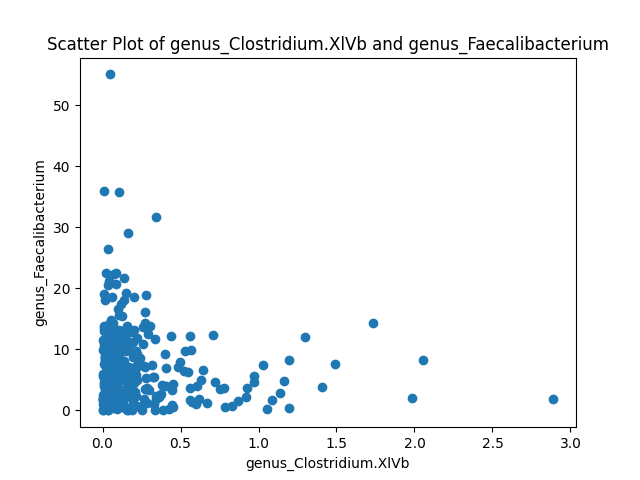 Scatter Plot of genus_Clostridium.XlVb and genus_Faecalibacterium
genus_Faecalibacterium
50
40
30
20
10
0
0.0 0.5 1.0 1.5 2.0 2.5 3.0
genus_Clostridium.XlVb